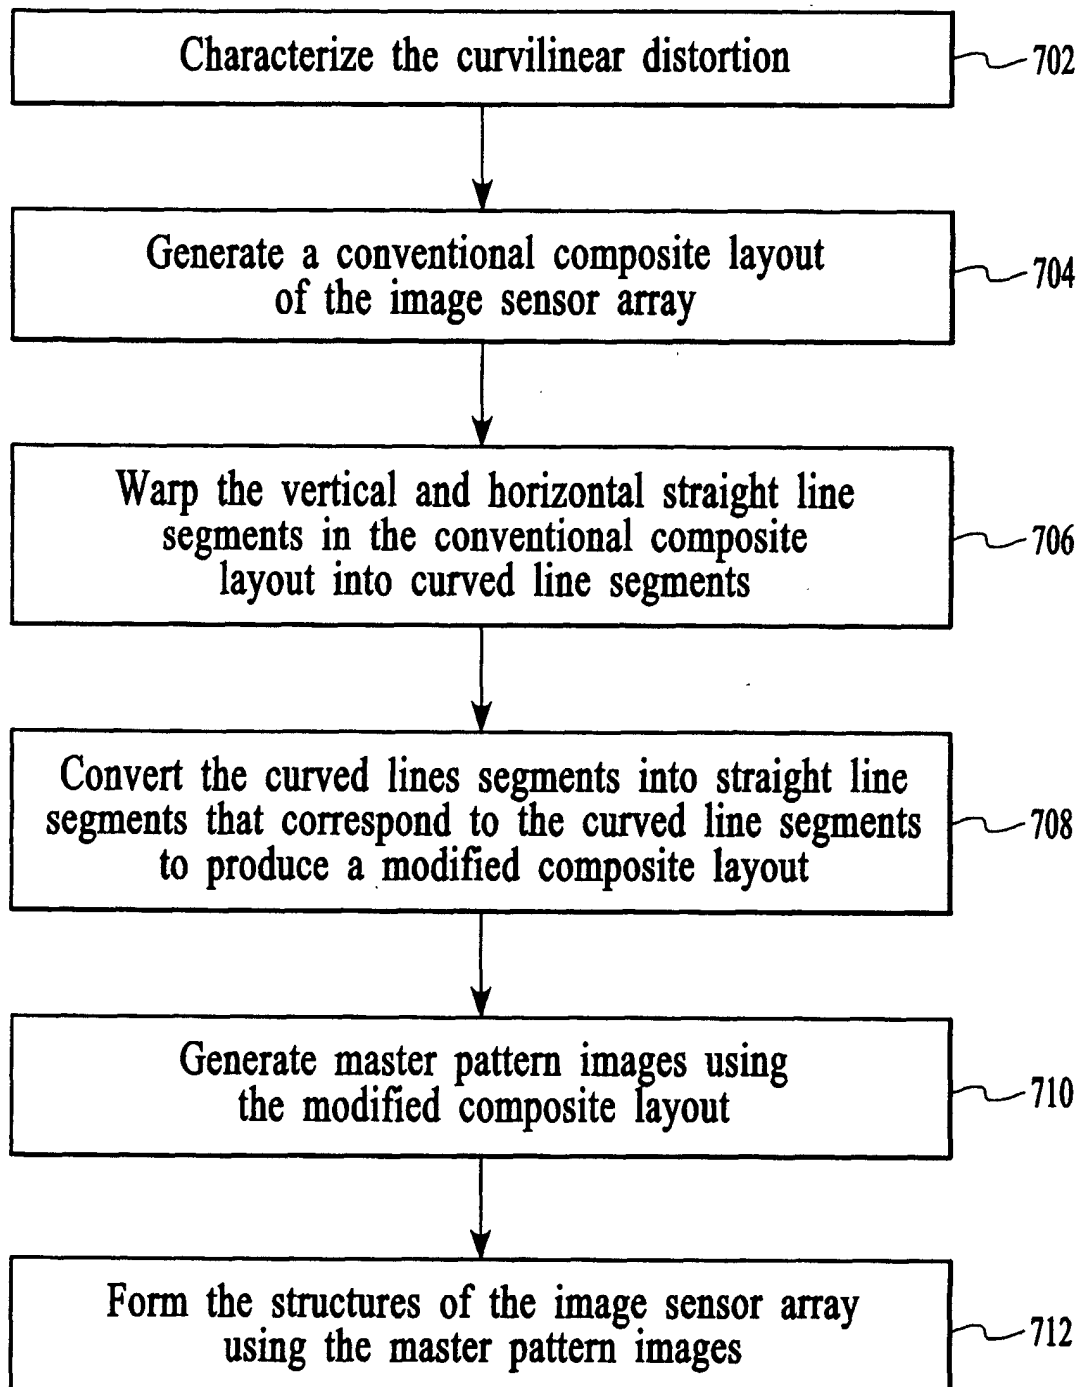 Characterize the curvilinear distortion
702
Generate a conventional composite layout
of the image sensor array
704
Warp the vertical and horizontal straight line
segments in the conventional composite
layout into curved line segments
706
Convert the curved lines segments into straight line
segments that correspond to the curved line segments
to produce a modified composite layout
708
Generate master pattern images using
the modified composite layout
710
Form the structures of the image sensor array
using the master pattern images
712